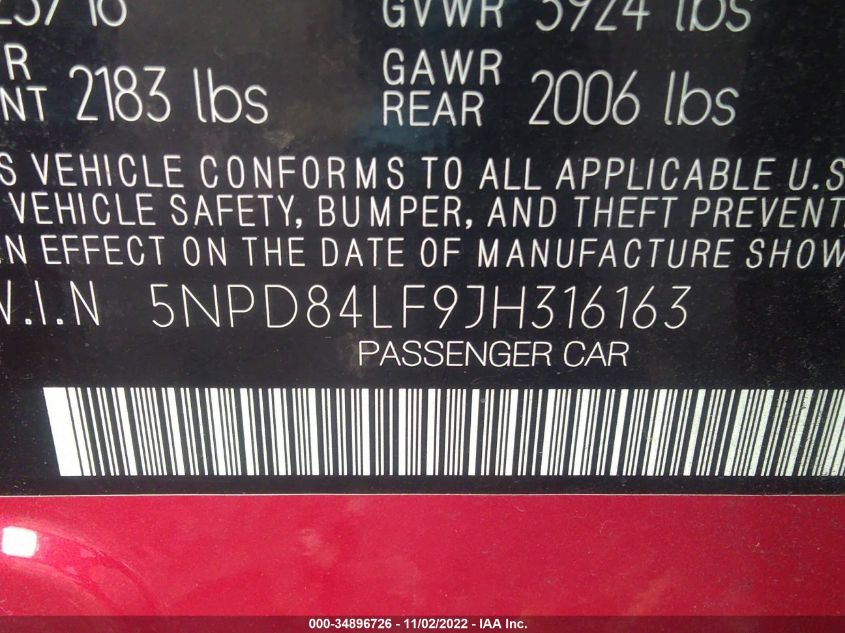 GVWR 3924 lbs
2183 lbs GAWR REAR 2006 lbs
VEHICLE CONFORMS TO ALL APPLICABLE U.S
VEHICLE SAFETY, BUMPER, AND THEFT PREVENT
EFFECT ON THE DATE OF MANUFACTURE SHOW
V.I.N 5NPD84LF9JH316163
PASSENGER CAR
000-34896726 - 11/02/2022 - IAA Inc.